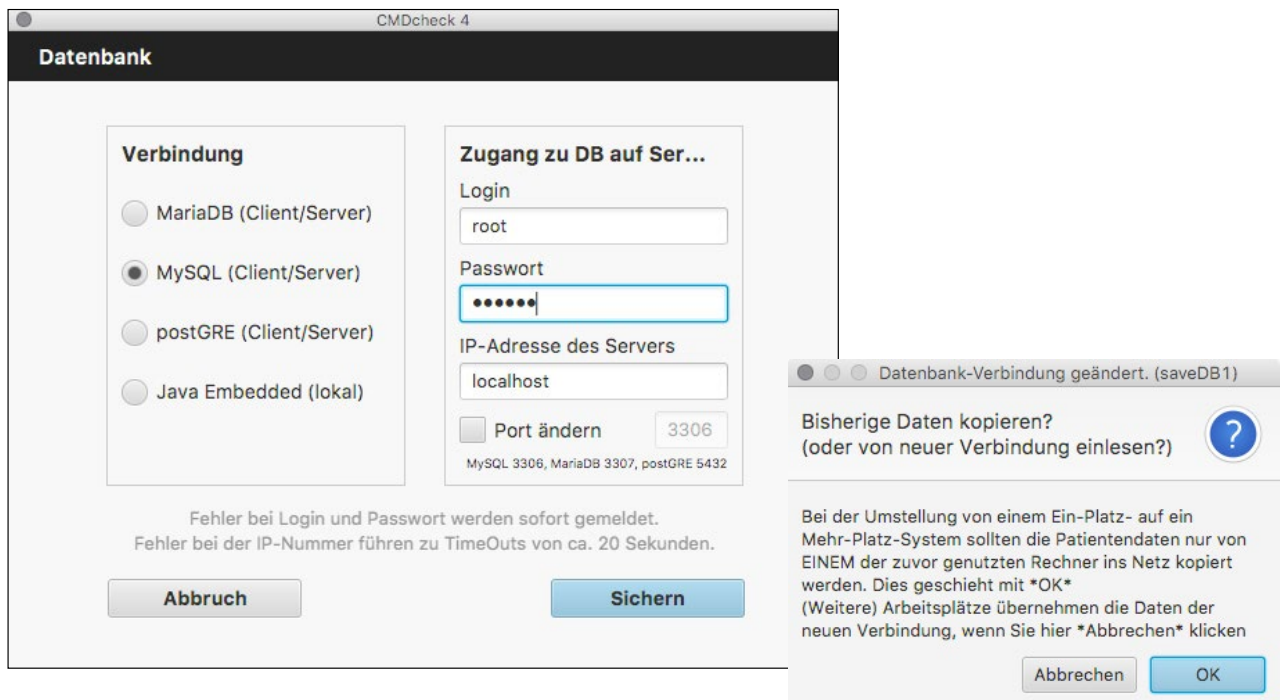 CMDcheck 4
Datenbank
Verbindung
MariaDB (Client/Server)
MySQL (Client/Server)
postGRE (Client/Server)
Java Embedded (lokal)
Zugang zu DB auf Ser...
Login
root
Passwort
••••••
IP-Adresse des Servers
localhost
Port ändern 3306
MySQL 3306, MariaDB 3307, postGRE 5432
Fehler bei Login und Passwort werden sofort gemeldet.
Fehler bei der IP-Nummer führen zu TimeOuts von ca. 20 Sekunden.
Abbruch
Sichern
Datenbank-Verbindung geändert. (saveDB1)
Bisherige Daten kopieren?
(oder von neuer Verbindung einlesen?)
?
Bei der Umstellung von einem Ein-Platz- auf ein
Mehr-Platz-System sollten die Patientendaten nur von
EINEM der zuvor genutzten Rechner ins Netz kopiert
werden. Dies geschieht mit *OK*
(Weitere) Arbeitsplätze übernehmen die Daten der
neuen Verbindung, wenn Sie hier *Abbrechen* klicken
Abbrechen
OK